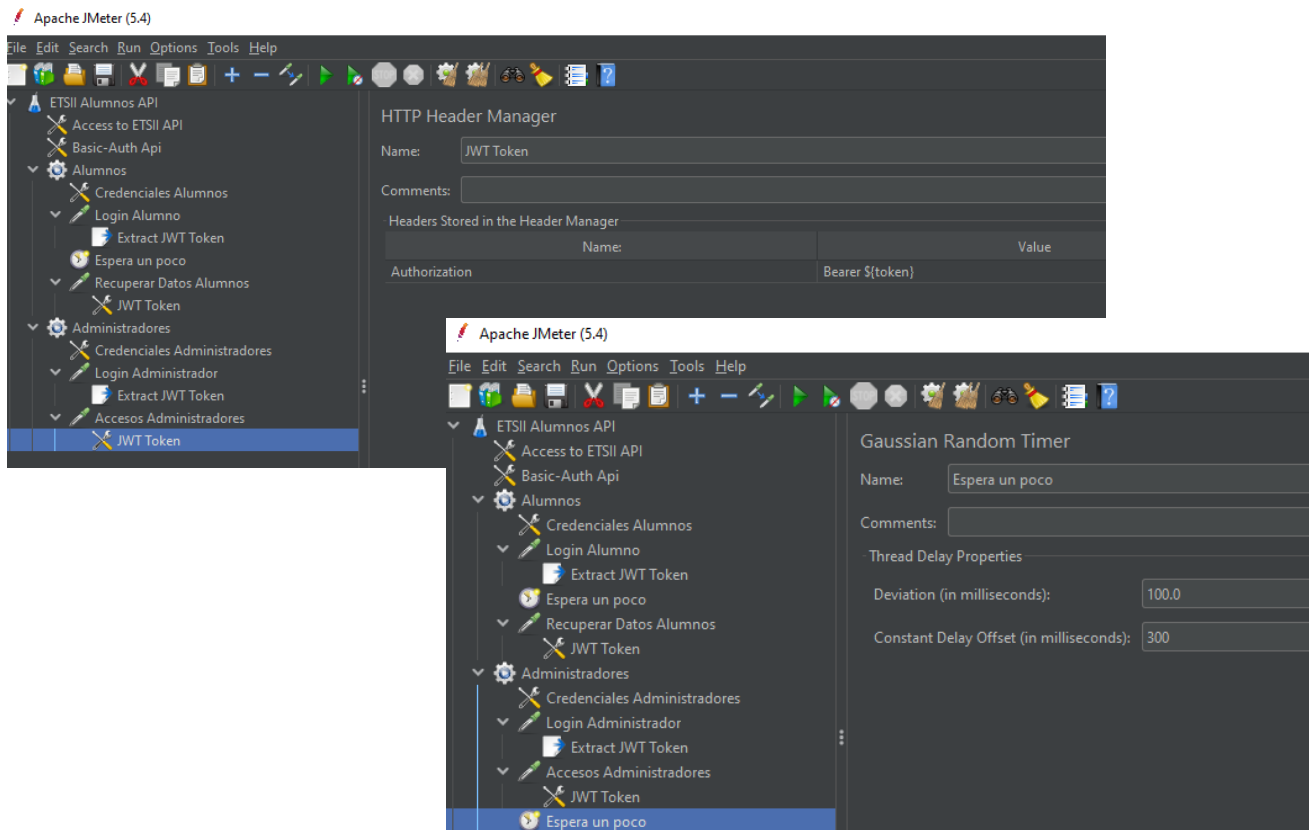 Apache JMeter (5.4)
File Edit Search Run Options Tools Help
STOP
ETSII Alumnos API
Access to ETSII API
Basic-Auth Api
Alumnos
Credenciales Alumnos
Login Alumno
Extract JWT Token
Espera un poco
Recuperar Datos Alumnos
JWT Token
Administradores
Credenciales Administradores
Login Administrador
Extract JWT Token
Accesos Administradores
JWT Token
HTTP Header Manager
Name: JWT Token
Comments:
Headers Stored in the Header Manager
Name: Value
Authorization Bearer ${token}
Apache JMeter (5.4)
File Edit Search Run Options Tools Help
STOP
ETSII Alumnos API
Access to ETSII API
Basic-Auth Api
Alumnos
Credenciales Alumnos
Login Alumno
Extract JWT Token
Espera un poco
Recuperar Datos Alumnos
JWT Token
Administradores
Credenciales Administradores
Login Administrador
Extract JWT Token
Accesos Administradores
JWT Token
Espera un poco
Gaussian Random Timer
Name: Espera un poco
Comments:
Thread Delay Properties
Deviation (in milliseconds): 100.0
Constant Delay Offset (in milliseconds): 300